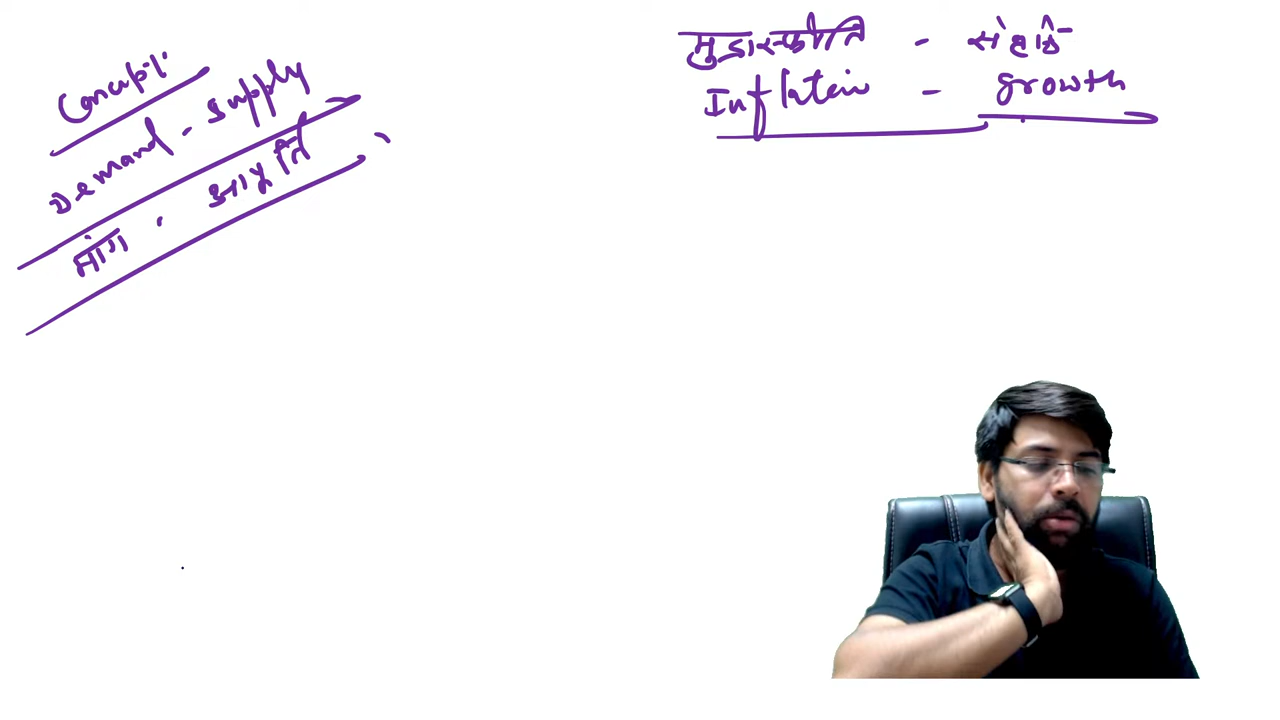 Concept:
Demand - Supply
मांग - आपूर्ति
मुद्रास्फीति -
Inflation - growth